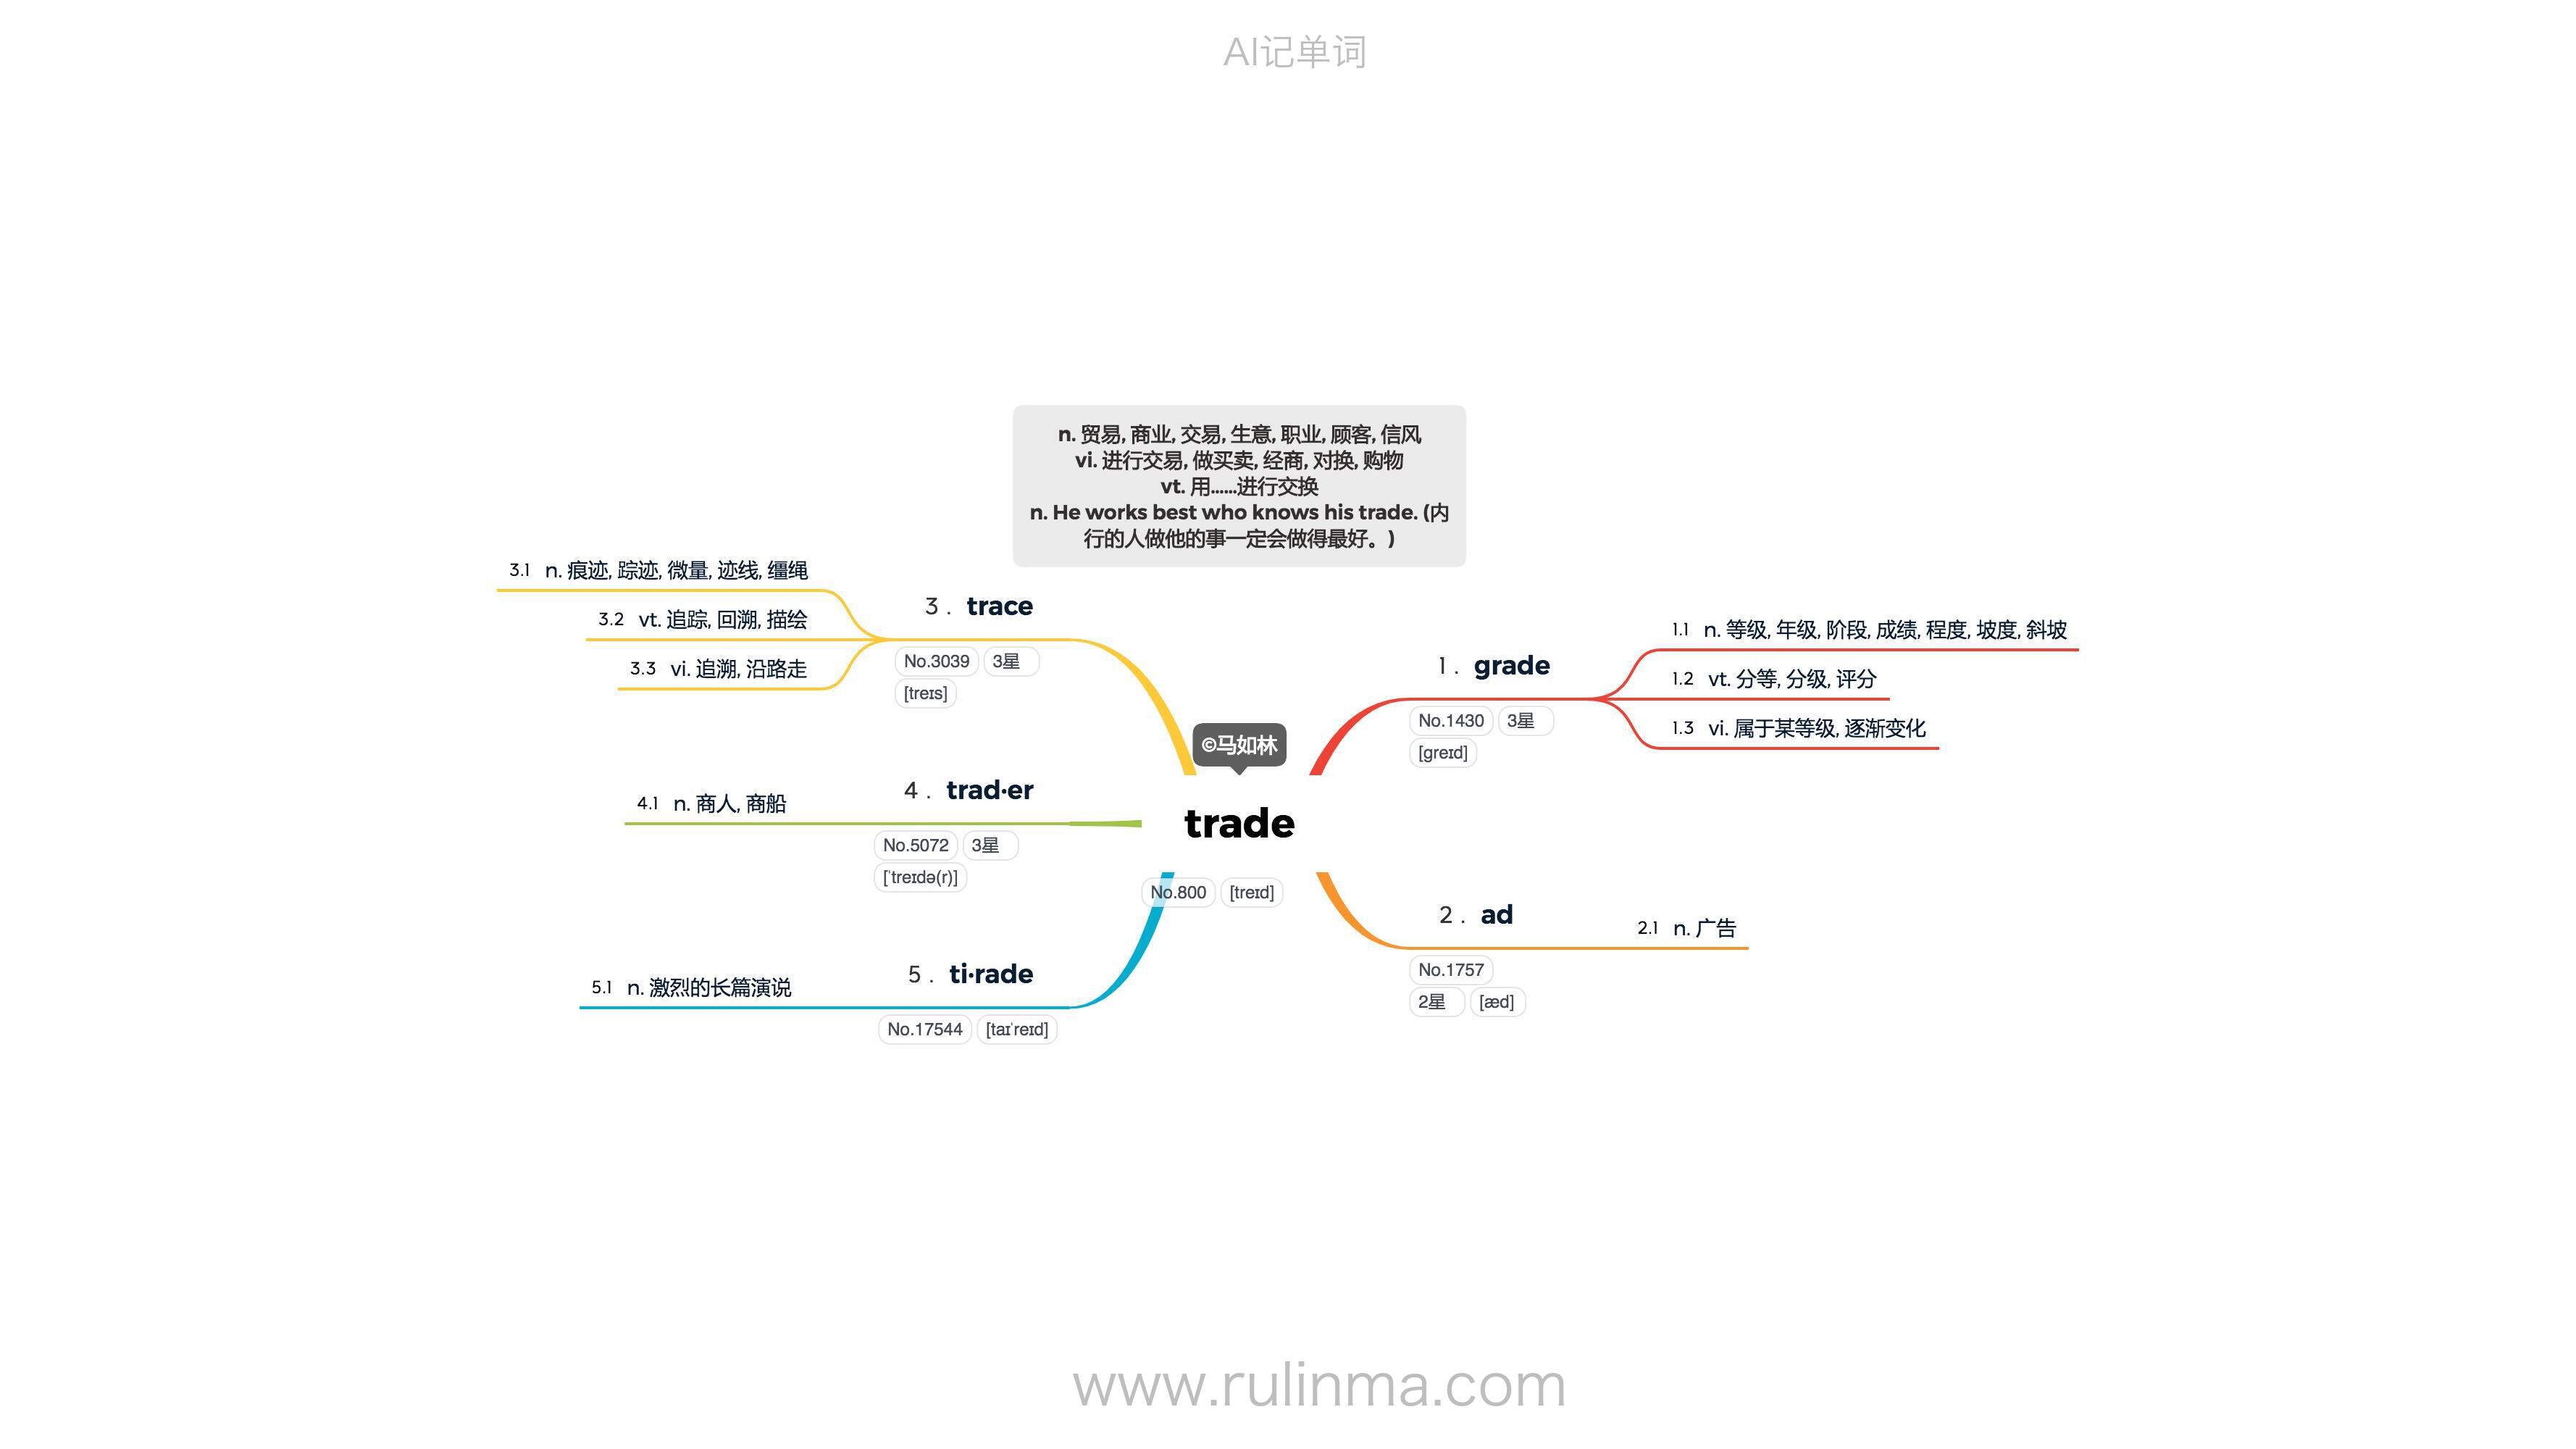 AI记单词
n. 贸易, 商业, 交易, 生意, 职业, 顾客, 信风
vi. 进行交易, 做买卖, 经商, 对换, 购物
vt. 用......进行交换
n. He works best who knows his trade. (内
行的人做他的事一定会做得最好。)
©马如林
trade
No.800 [treɪd]
1. grade
No.1430 3星
[greɪd]
1.1 n. 等级, 年级, 阶段, 成绩, 程度, 坡度, 斜坡
1.2 vt. 分等, 分级, 评分
1.3 vi. 属于某等级, 逐渐变化
2. ad
No.1757
2星 [æd]
2.1 n. 广告
3. trace
No.3039 3星
[treɪs]
3.1 n. 痕迹, 踪迹, 微量, 迹线, 缰绳
3.2 vt. 追踪, 回溯, 描绘
3.3 vi. 追溯, 沿路走
4. trad·er
No.5072 3星
[ˈtreɪdə(r)]
4.1 n. 商人, 商船
5. ti·rade
No.17544 [taɪˈreɪd]
5.1 n. 激烈的长篇演说
www.rulinma.com